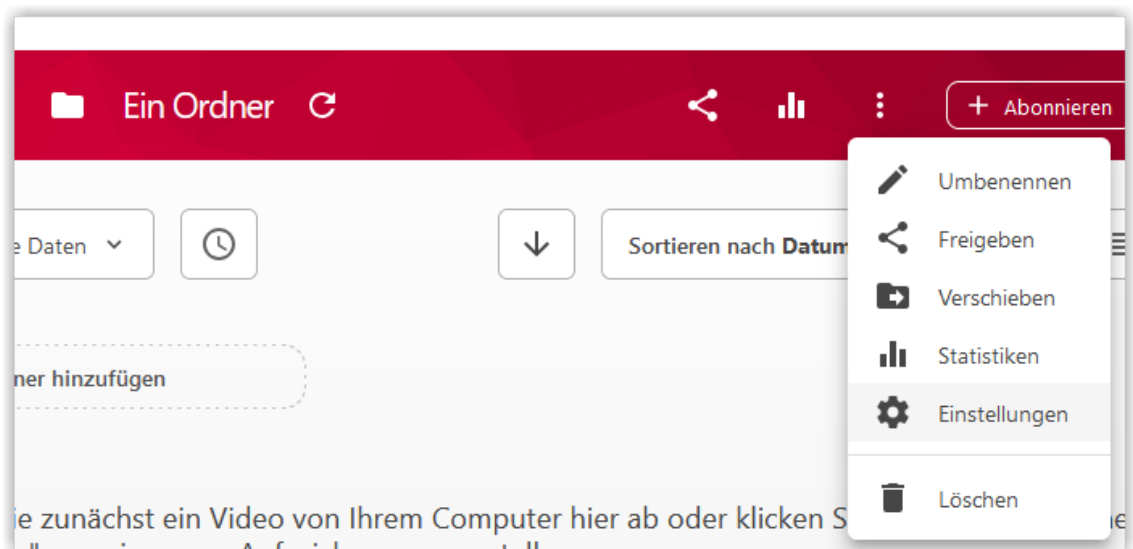 Ein Ordner
+ Abonnieren
Umbenennen
e Daten
Sortieren nach Datum
Freigeben
Verschieben
Statistiken
ner hinzufügen
Einstellungen
Löschen
ie zunächst ein Video von Ihrem Computer hier ab oder klicken S